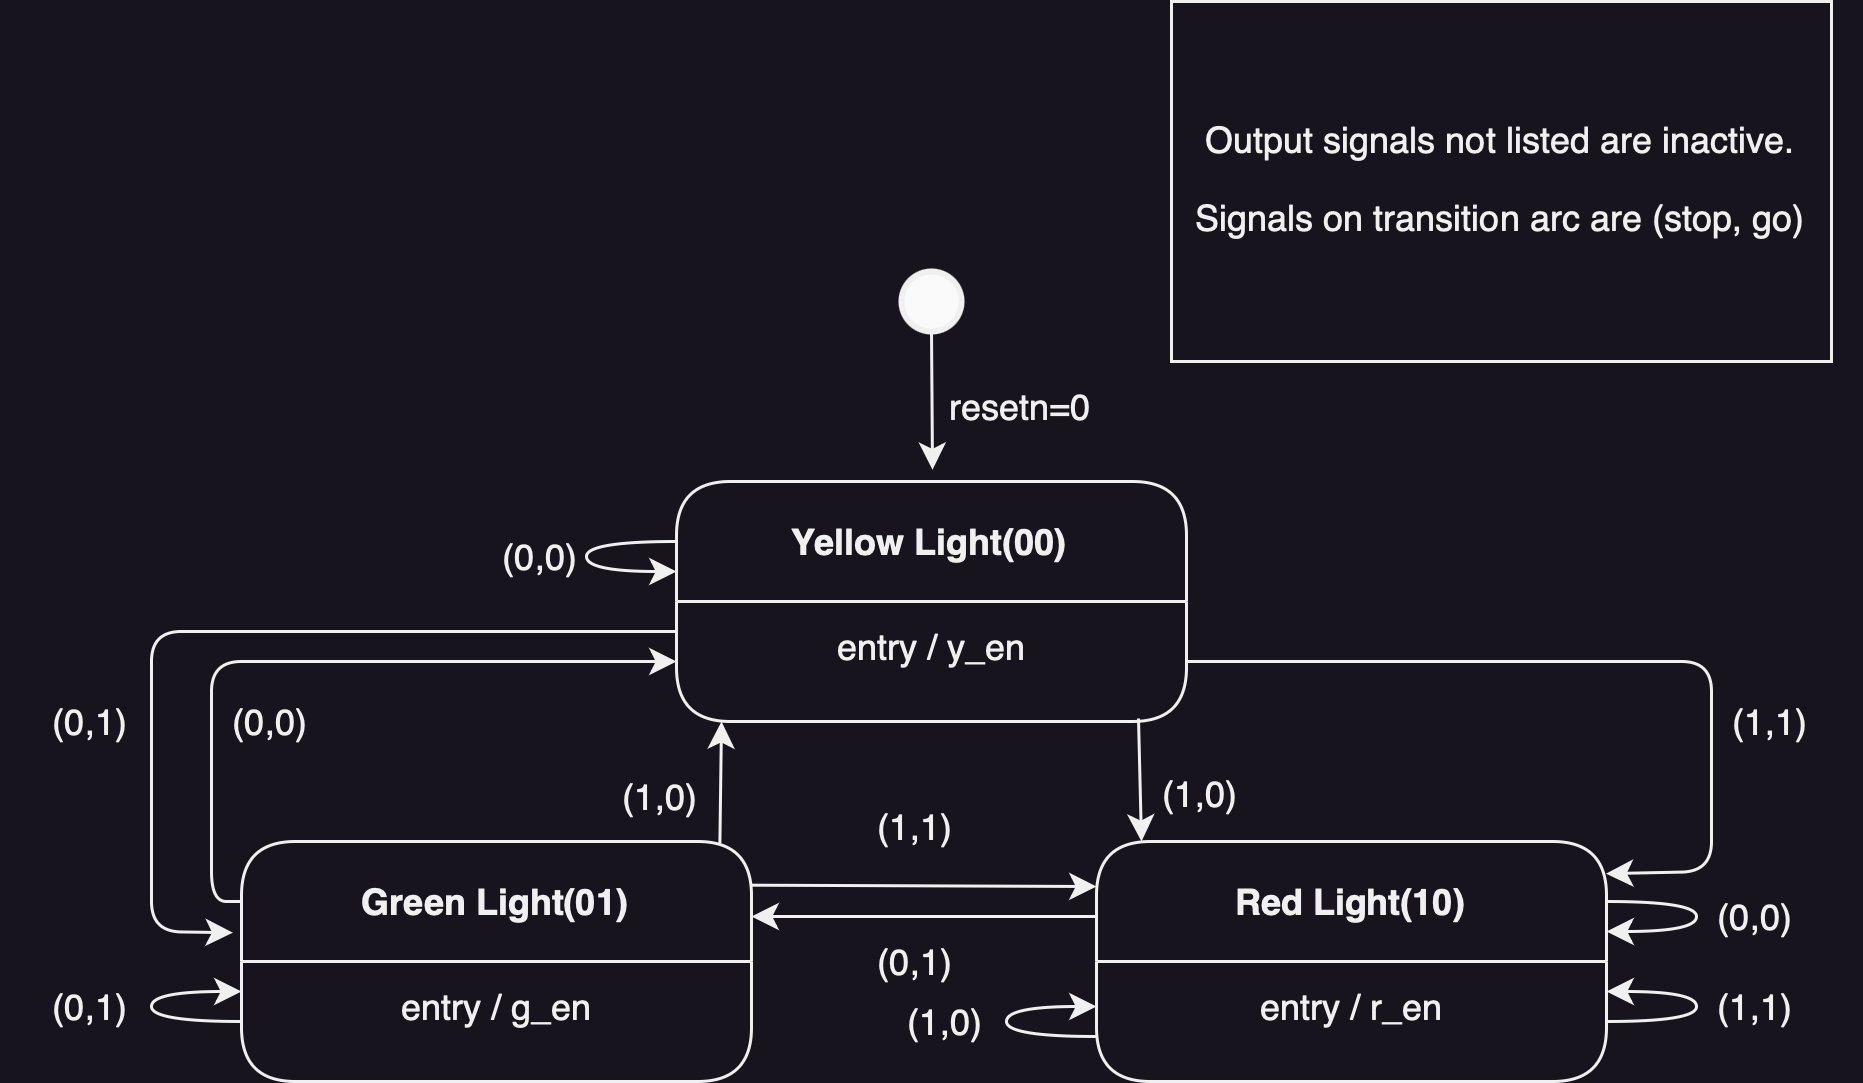 Output signals not listed are inactive.
Signals on transition arc are (stop, go)
resetn=0
Yellow Light(00)
(0,0)
entry / y_en
(0,1)
(0,0)
(1,1)
(1,0)
(1,0)
(1,1)
Green Light(01)
Red Light(10)
(0,0)
(0,1)
(0,1)
entry / g_en
(1,0)
entry / r_en
(1,1)